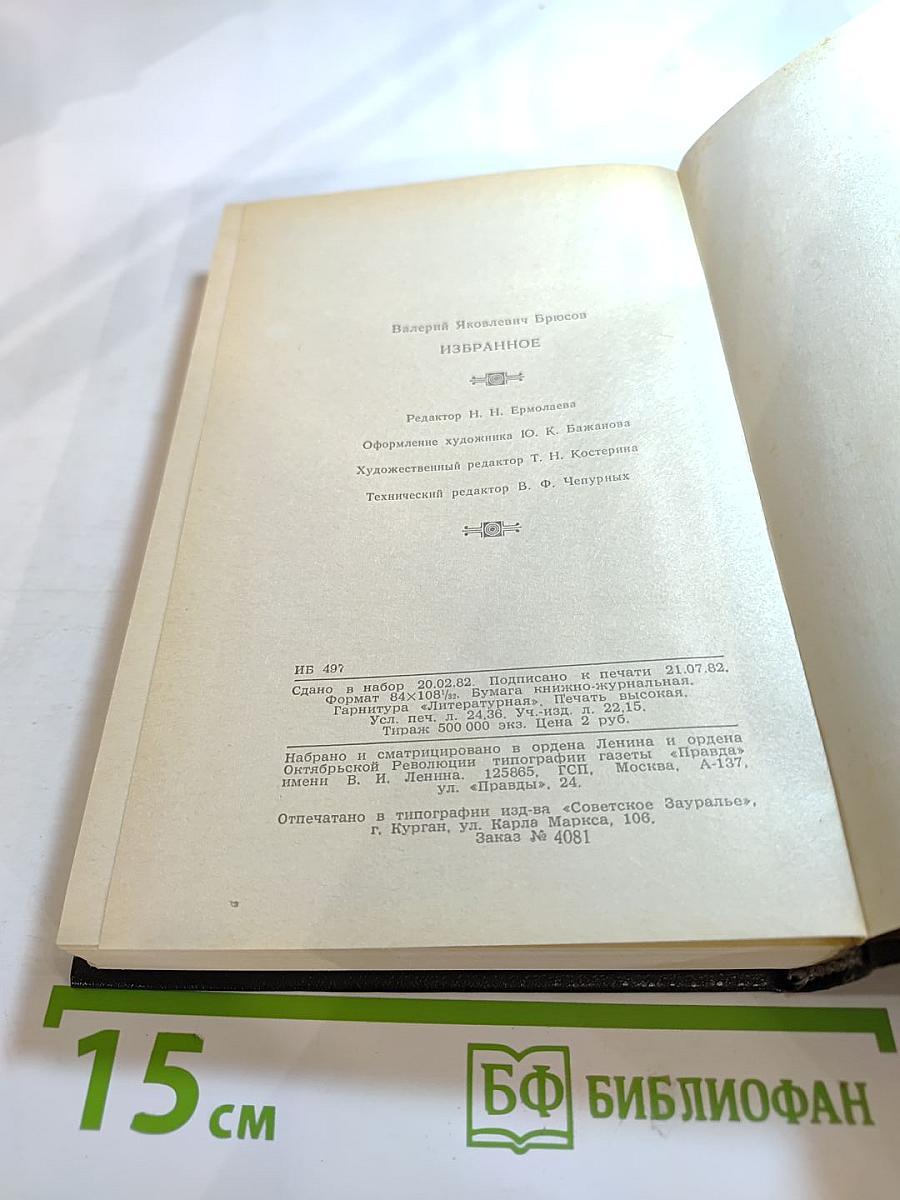 Валерий Яковлевич Брюсов
ИЗБРАННОЕ
Редактор Н. Н. Ермолаева
Оформление художника Ю. К. Бажанова
Художественный редактор Т. Н. Костерина
Технический редактор В. Ф. Чепурных
ИБ 497
Сдано в набор 20.02.82. Подписано к печати 21.07.82.
Формат 84×108¹/₃₂. Бумага книжно-журнальная.
Гарнитура «Литературная». Печать высокая.
Усл. печ. л. 24,36. Уч.-изд. л. 22,15.
Тираж 500 000 экз. Цена 2 руб.
Набрано и сматрицировано в ордена Ленина и ордена
Октябрьской Революции типографии газеты «Правда»
имени В. И. Ленина. 125865, ГСП, Москва, А-137,
ул. «Правды», 24.
Отпечатано в типографии изд-ва «Советское Зауралье»,
г. Курган, ул. Карла Маркса, 106.
Заказ № 4081
15 см
БФ БИБЛИОФАН